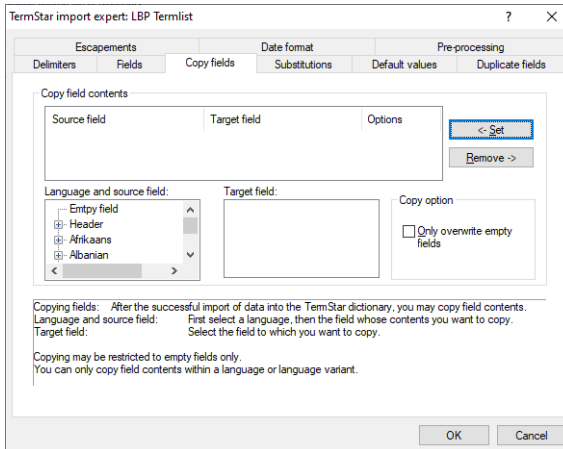 TermStar import expert: LBP Termlist
?
Escapements
Date format
Pre-processing
Delimiters
Fields
Copy fields
Substitutions
Default values
Duplicate fields
Copy field contents
Source field
Target field
Options
<- Set
Remove ->
Language and source field:
Target field:
Copy option
Emtpy field
Header
Afrikaans
Albanian
Only overwrite empty
fields
Copying fields: After the successful import of data into the TermStar dictionary, you may copy field contents.
Language and source field: First select a language, then the field whose contents you want to copy.
Target field: Select the field to which you want to copy.
Copying may be restricted to empty fields only.
You can only copy field contents within a language or language variant.
OK
Cancel